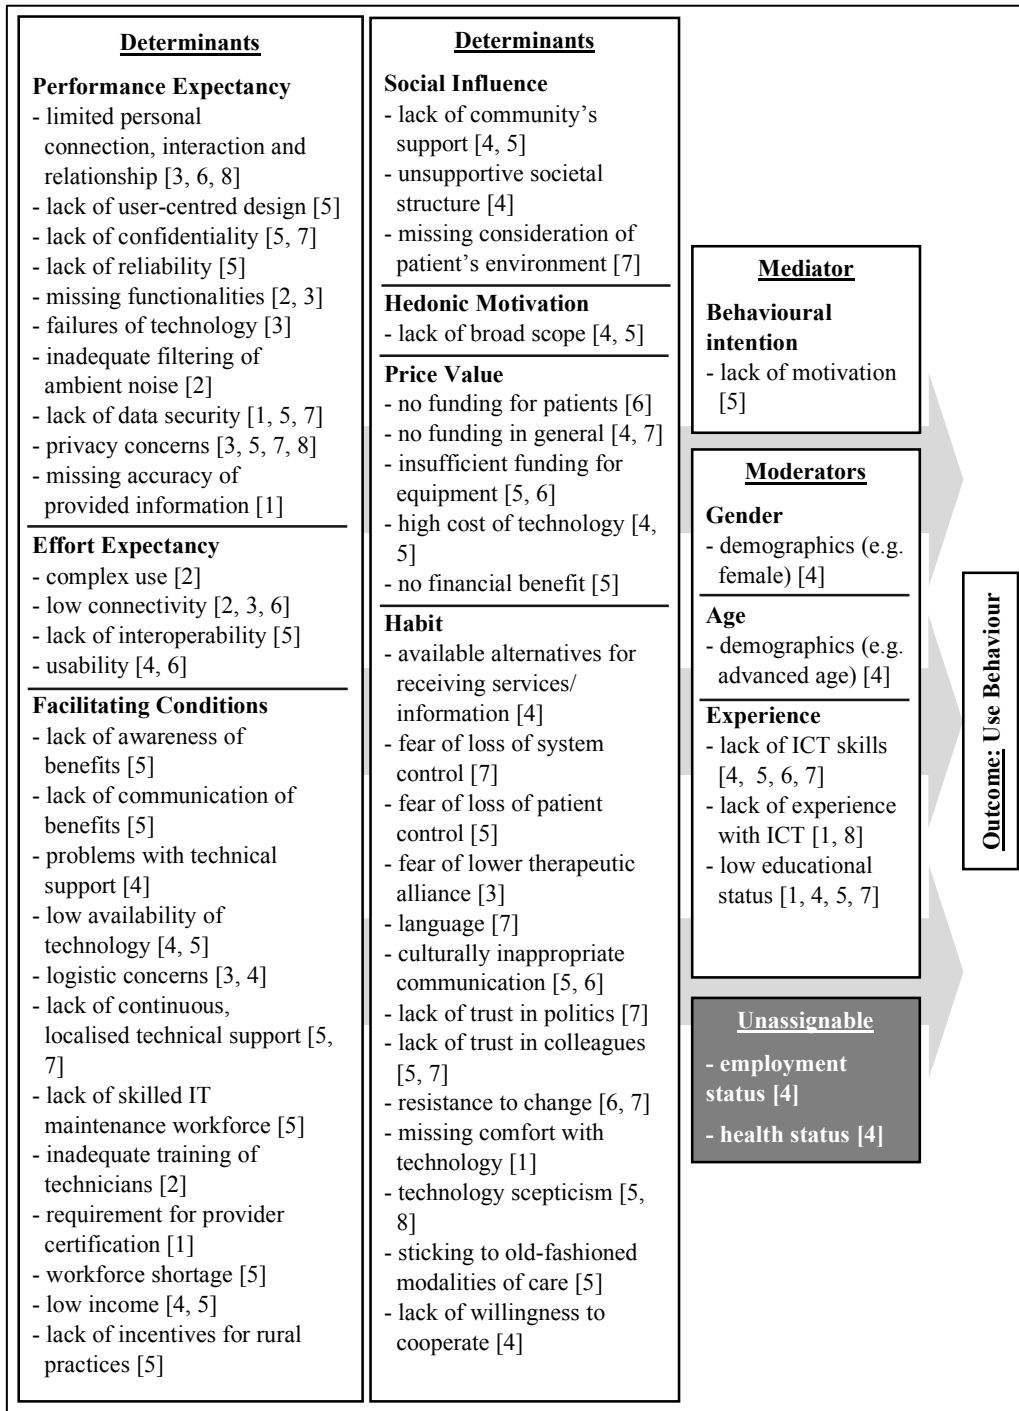 Determinants
Performance Expectancy
- limited personal
connection, interaction and
relationship [3, 6, 8]
- lack of user-centred design [5]
- lack of confidentiality [5, 7]
- lack of reliability [5]
- missing functionalities [2, 3]
- failures of technology [3]
- inadequate filtering of
ambient noise [2]
- lack of data security [1, 5, 7]
- privacy concerns [3, 5, 7, 8]
- missing accuracy of
provided information [1]
Effort Expectancy
- complex use [2]
- low connectivity [2, 3, 6]
- lack of interoperability [5]
- usability [4, 6]
Facilitating Conditions
- lack of awareness of
benefits [5]
- lack of communication of
benefits [5]
- problems with technical
support [4]
- low availability of
technology [4, 5]
- logistic concerns [3, 4]
- lack of continuous,
localised technical support [5,
7]
- lack of skilled IT
maintenance workforce [5]
- inadequate training of
technicians [2]
- requirement for provider
certification [1]
- workforce shortage [5]
- low income [4, 5]
- lack of incentives for rural
practices [5]
Determinants
Social Influence
- lack of community's
support [4, 5]
- unsupportive societal
structure [4]
- missing consideration of
patient's environment [7]
Hedonic Motivation
- lack of broad scope [4, 5]
Price Value
- no funding for patients [6]
- no funding in general [4, 7]
- insufficient funding for
equipment [5, 6]
- high cost of technology [4,
5]
- no financial benefit [5]
Habit
- available alternatives for
receiving services/
information [4]
- fear of loss of system
control [7]
- fear of loss of patient
control [5]
- fear of lower therapeutic
alliance [3]
- language [7]
- culturally inappropriate
communication [5, 6]
- lack of trust in politics [7]
- lack of trust in colleagues
[5, 7]
- resistance to change [6, 7]
- missing comfort with
technology [1]
- technology scepticism [5,
8]
- sticking to old-fashioned
modalities of care [5]
- lack of willingness to
cooperate [4]
Mediator
Behavioural
intention
- lack of motivation
[5]
Moderators
Gender
- demographics (e.g.
female) [4]
Age
- demographics (e.g.
advanced age) [4]
Experience
- lack of ICT skills
[4, 5, 6, 7]
- lack of experience
with ICT [1, 8]
- low educational
status [1, 4, 5, 7]
Unassignable
- employment
status [4]
- health status [4]
Outcome: Use Behaviour